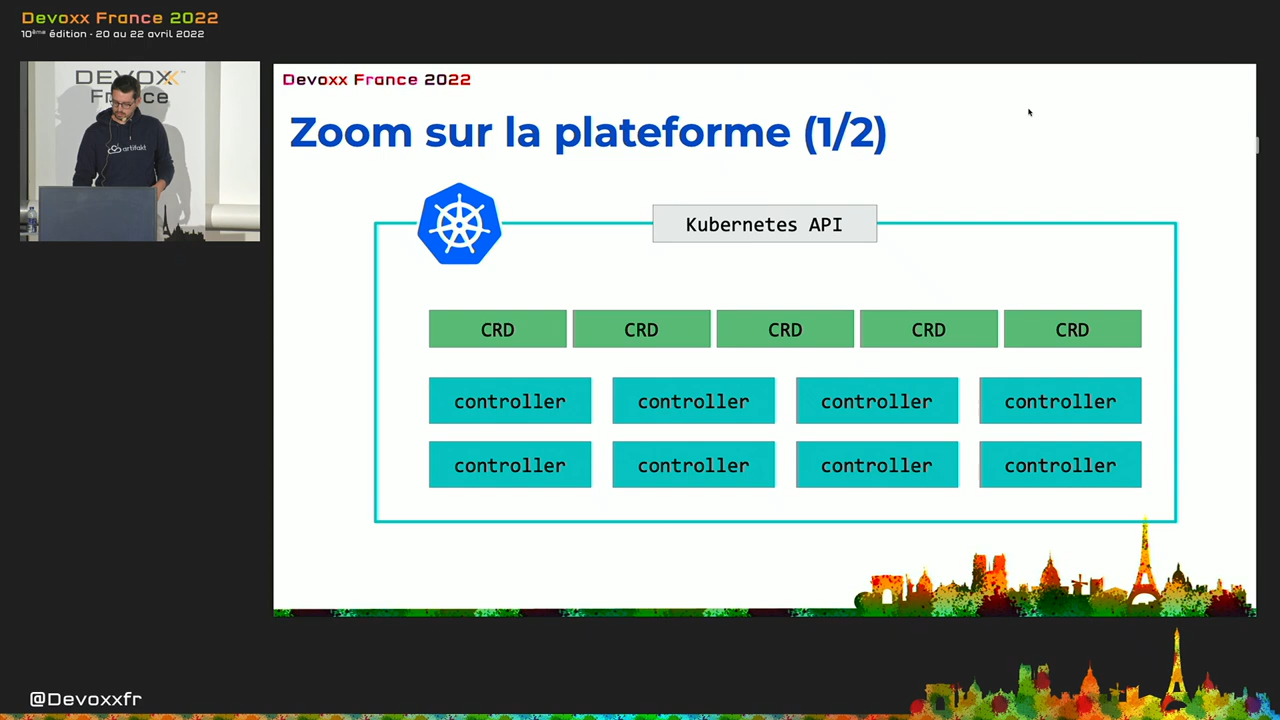 Devoxx France 2022
10ème édition - 20 au 22 avril 2022
DEVOXX™
France
artifakt
Devoxx France 2022
Zoom sur la plateforme (1/2)
Kubernetes API
CRD CRD CRD CRD CRD
controller controller controller controller
controller controller controller controller
@Devoxxfr